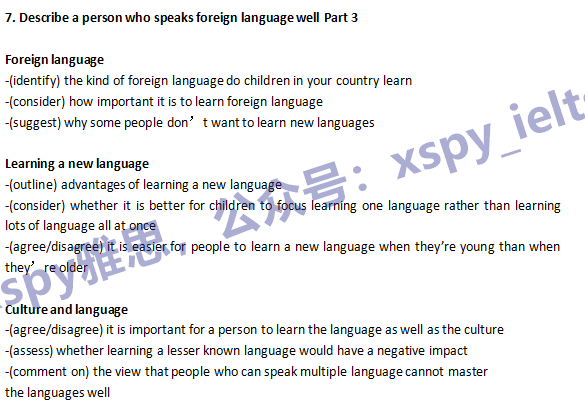 7. Describe a person who speaks foreign language well Part 3
Foreign language
-(identify) the kind of foreign language do children in your country learn
-(consider) how important it is to learn foreign language
-(suggest) why some people don’t want to learn new languages
Learning a new language
-(outline) advantages of learning a new language
-(consider) whether it is better for children to focus learning one language rather than learning
lots of language all at once
-(agree/disagree) it is easier for people to learn a new language when they’re young than when
they’re older
Culture and language
-(agree/disagree) it is important for a person to learn the language as well as the culture
-(assess) whether learning a lesser known language would have a negative impact
-(comment on) the view that people who can speak multiple language cannot master
the languages well
xspy雅思，公众号：xspy_ielts